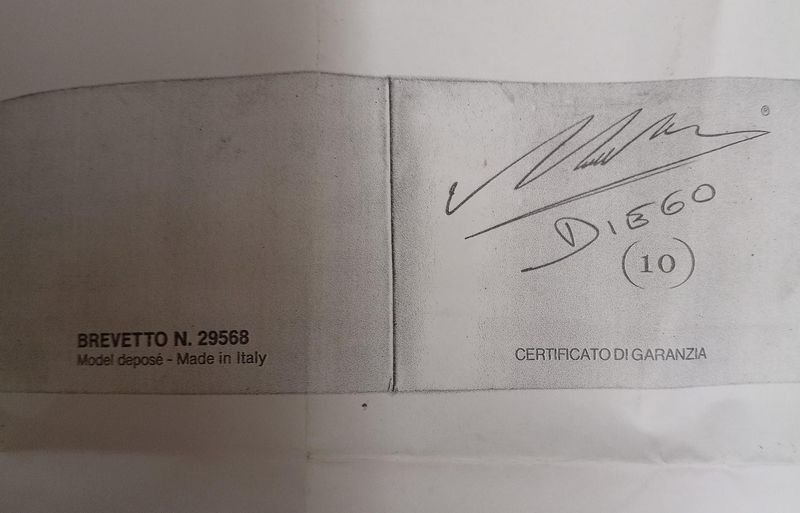 BREVETTO N. 29568
Model deposé - Made in Italy
®
DIEGO
(10)
CERTIFICATO DI GARANZIA